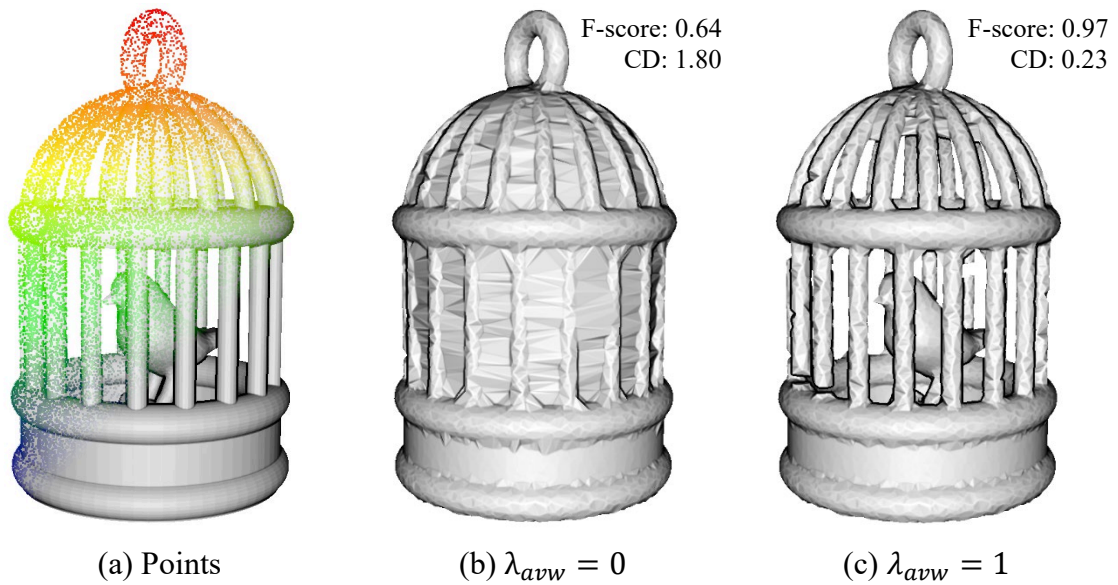 F-score: 0.64
CD: 1.80
F-score: 0.97
CD: 0.23
(a) Points
(b) λ_avw = 0
(c) λ_avw = 1